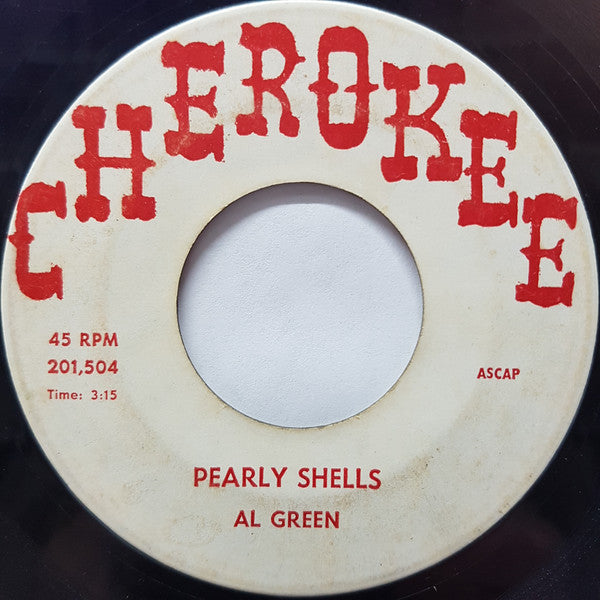 CHEROKEE
45 RPM
201,504
Time: 3:15
ASCAP
PEARLY SHELLS
AL GREEN